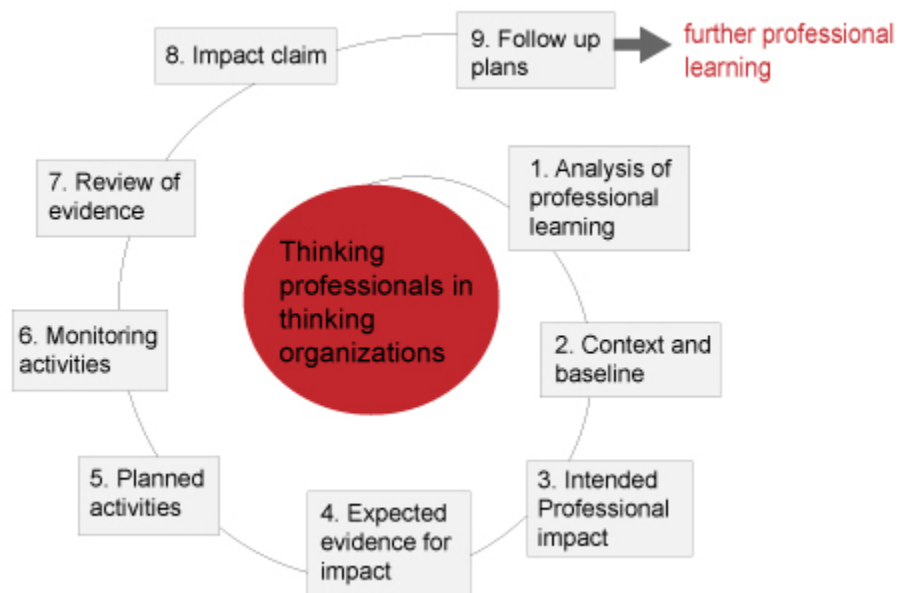 8. Impact claim
9. Follow up
plans
further professional
learning
7. Review of
evidence
1. Analysis of
professional
learning
Thinking
professionals in
thinking
organizations
6. Monitoring
activities
2. Context and
baseline
5. Planned
activities
4. Expected
evidence for
impact
3. Intended
Professional
impact